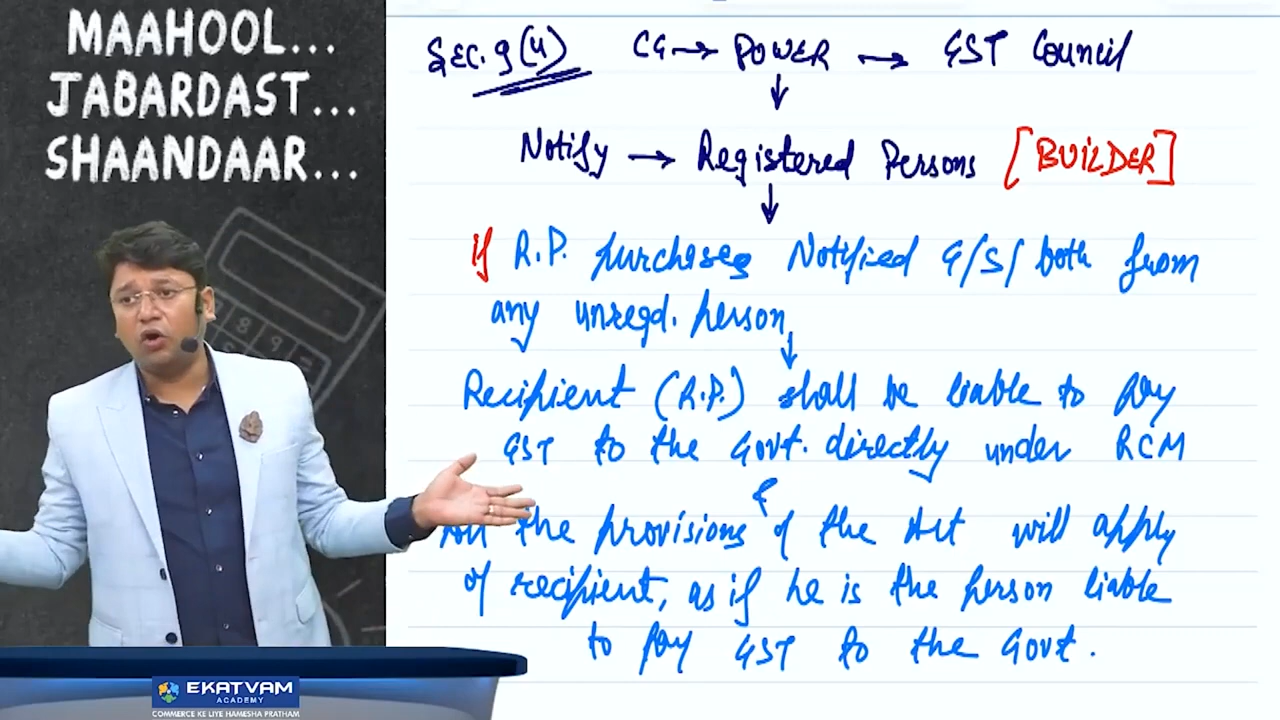 MAAHOOL...
JABARDAST...
SHAANDAAR...
SEC. 9(4) CG → POWER → GST Council
↓
Notify → Registered Persons [BUILDER]
↓
if R.P. purchases Notified G/S/both from
any unregd. person,
↓
Recipient (R.P.) shall be liable to pay
GST to the Govt. directly under RCM
&
All the provisions of the Act will apply
of recipient, as if he is the person liable
to pay GST to the Govt.
EKATVAM
ACADEMY
COMMERCE KE LIYE HAMESHA PRATHAM